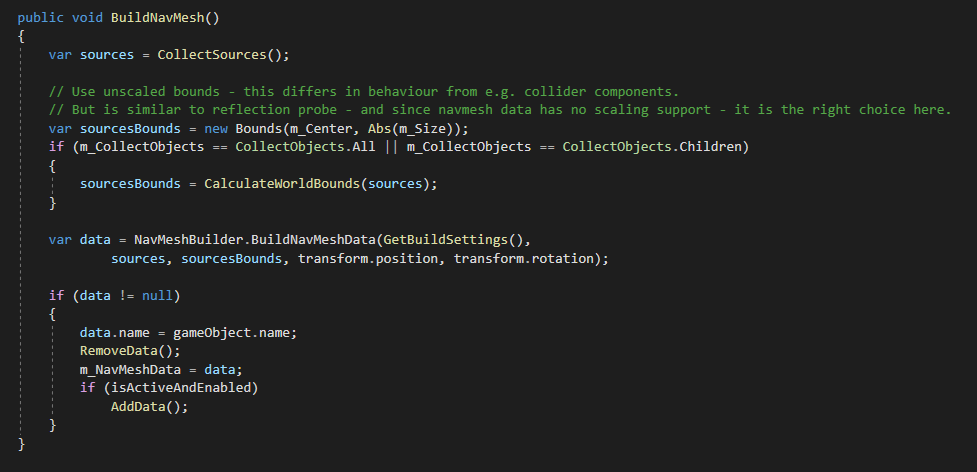 public void BuildNavMesh()
{
    var sources = CollectSources();

    // Use unscaled bounds - this differs in behaviour from e.g. collider components.
    // But is similar to reflection probe - and since navmesh data has no scaling support - it is the right choice here.
    var sourcesBounds = new Bounds(m_Center, Abs(m_Size));
    if (m_CollectObjects == CollectObjects.All || m_CollectObjects == CollectObjects.Children)
    {
        sourcesBounds = CalculateWorldBounds(sources);
    }

    var data = NavMeshBuilder.BuildNavMeshData(GetBuildSettings(),
            sources, sourcesBounds, transform.position, transform.rotation);

    if (data != null)
    {
        data.name = gameObject.name;
        RemoveData();
        m_NavMeshData = data;
        if (isActiveAndEnabled)
            AddData();
    }
}